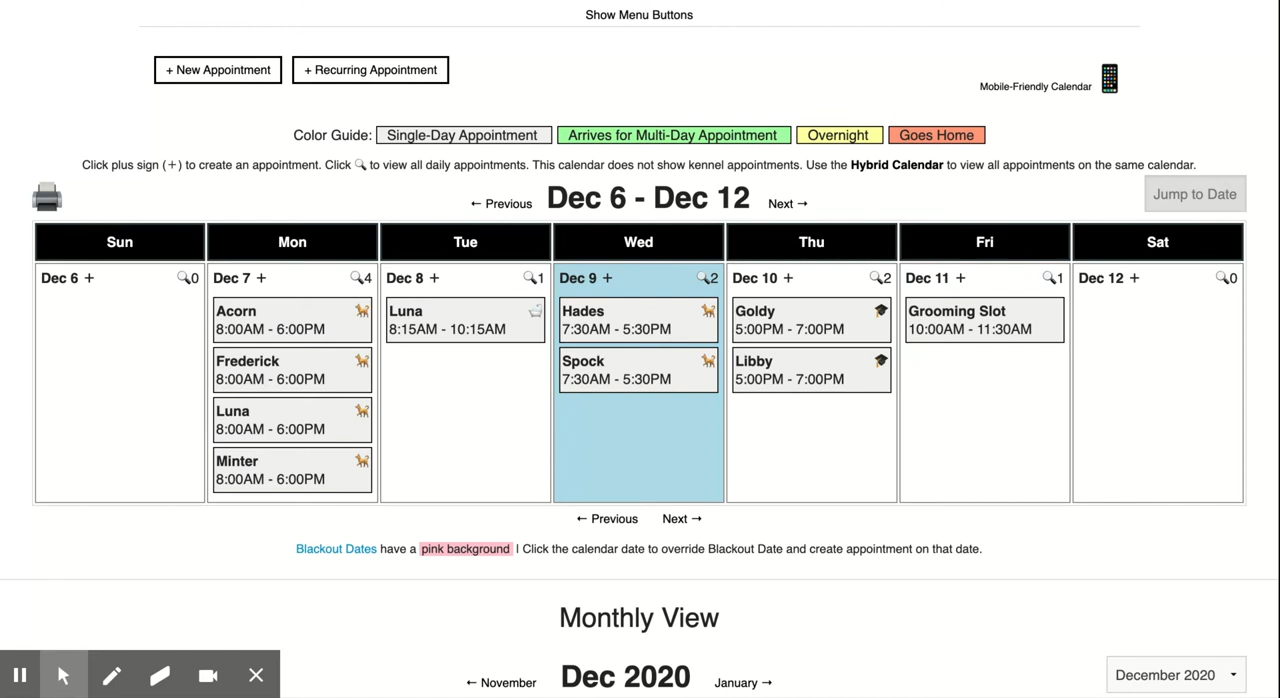 Show Menu Buttons
+ New Appointment
+ Recurring Appointment
Mobile-Friendly Calendar
Color Guide: Single-Day Appointment Arrives for Multi-Day Appointment Overnight Goes Home
Click plus sign (+) to create an appointment. Click 🔍 to view all daily appointments. This calendar does not show kennel appointments. Use the Hybrid Calendar to view all appointments on the same calendar.
← Previous Dec 6 - Dec 12 Next →
Jump to Date
Sun Mon Tue Wed Thu Fri Sat
Dec 6 + 🔍0
Dec 7 + 🔍4
Acorn
8:00AM - 6:00PM
Frederick
8:00AM - 6:00PM
Luna
8:00AM - 6:00PM
Minter
8:00AM - 6:00PM
Dec 8 + 🔍1
Luna
8:15AM - 10:15AM
Dec 9 + 🔍2
Hades
7:30AM - 5:30PM
Spock
7:30AM - 5:30PM
Dec 10 + 🔍2
Goldy
5:00PM - 7:00PM
Libby
5:00PM - 7:00PM
Dec 11 + 🔍1
Grooming Slot
10:00AM - 11:30AM
Dec 12 + 🔍0
← Previous Next →
Blackout Dates have a pink background | Click the calendar date to override Blackout Date and create appointment on that date.
Monthly View
← November Dec 2020 January →
December 2020